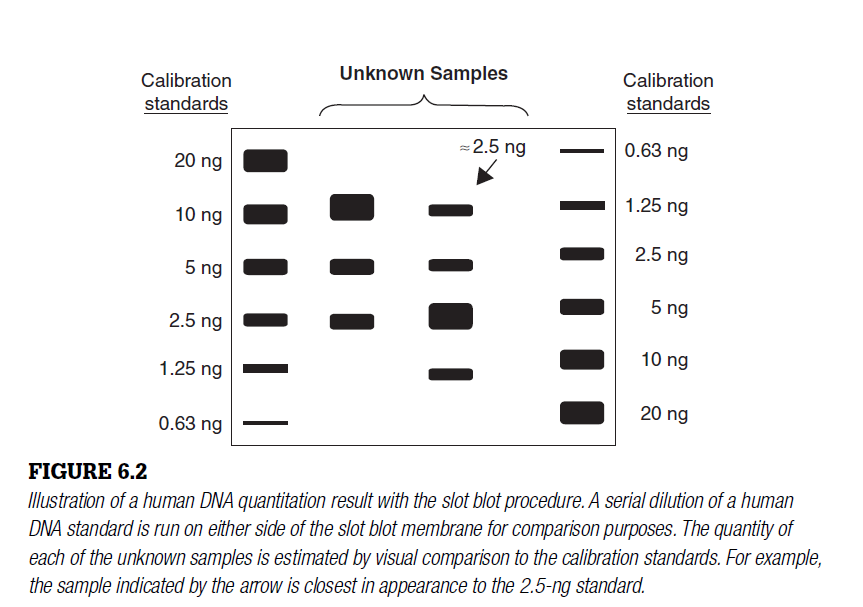 Unknown Samples
Calibration
standards
Calibration
standards
20 ng
10 ng
5 ng
2.5 ng
1.25 ng
0.63 ng
≈2.5 ng
0.63 ng
1.25 ng
2.5 ng
5 ng
10 ng
20 ng
FIGURE 6.2
Illustration of a human DNA quantitation result with the slot blot procedure. A serial dilution of a human
DNA standard is run on either side of the slot blot membrane for comparison purposes. The quantity of
each of the unknown samples is estimated by visual comparison to the calibration standards. For example,
the sample indicated by the arrow is closest in appearance to the 2.5-ng standard.